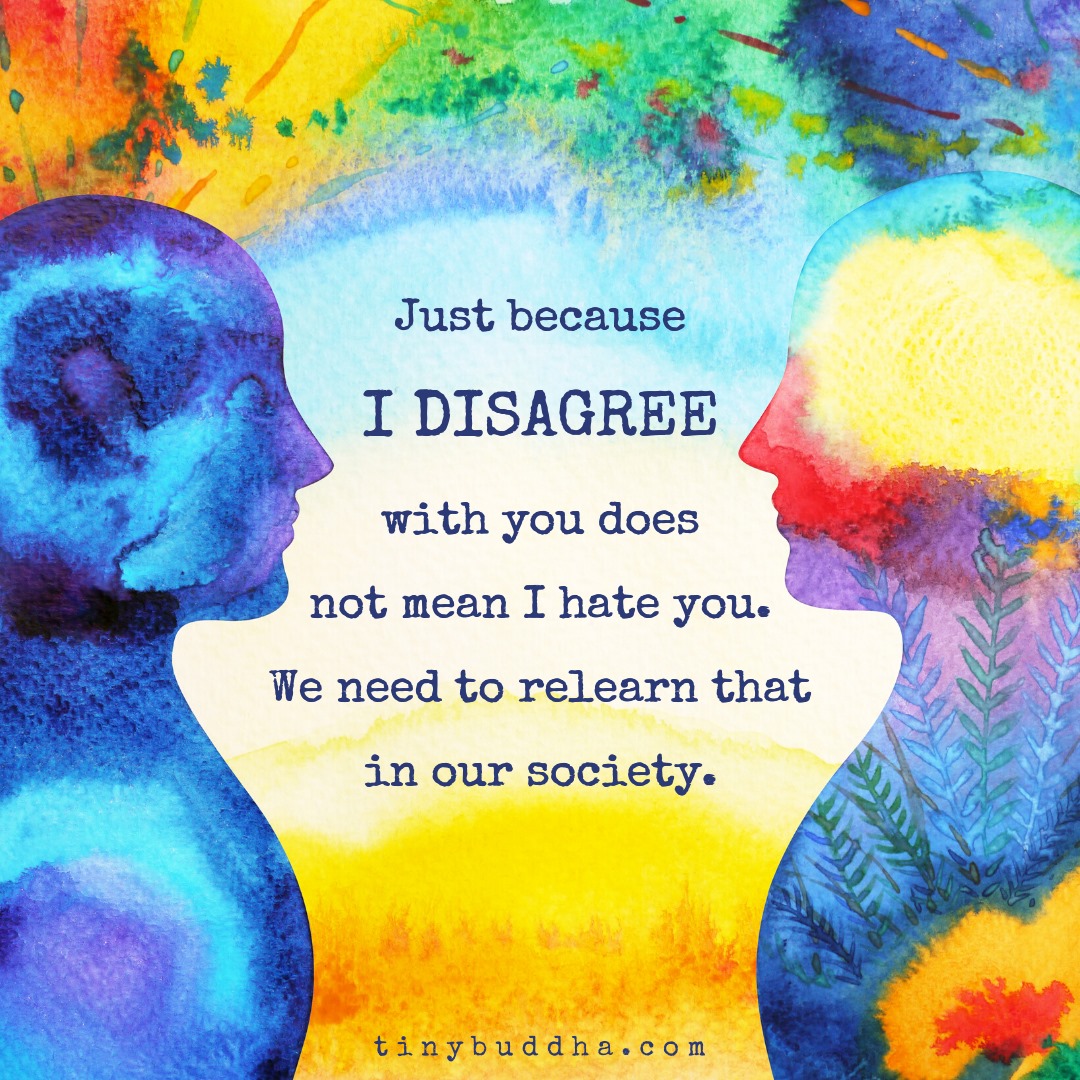 Just because
I DISAGREE
with you does
not mean I hate you.
We need to relearn that
in our society.
tinybuddha.com